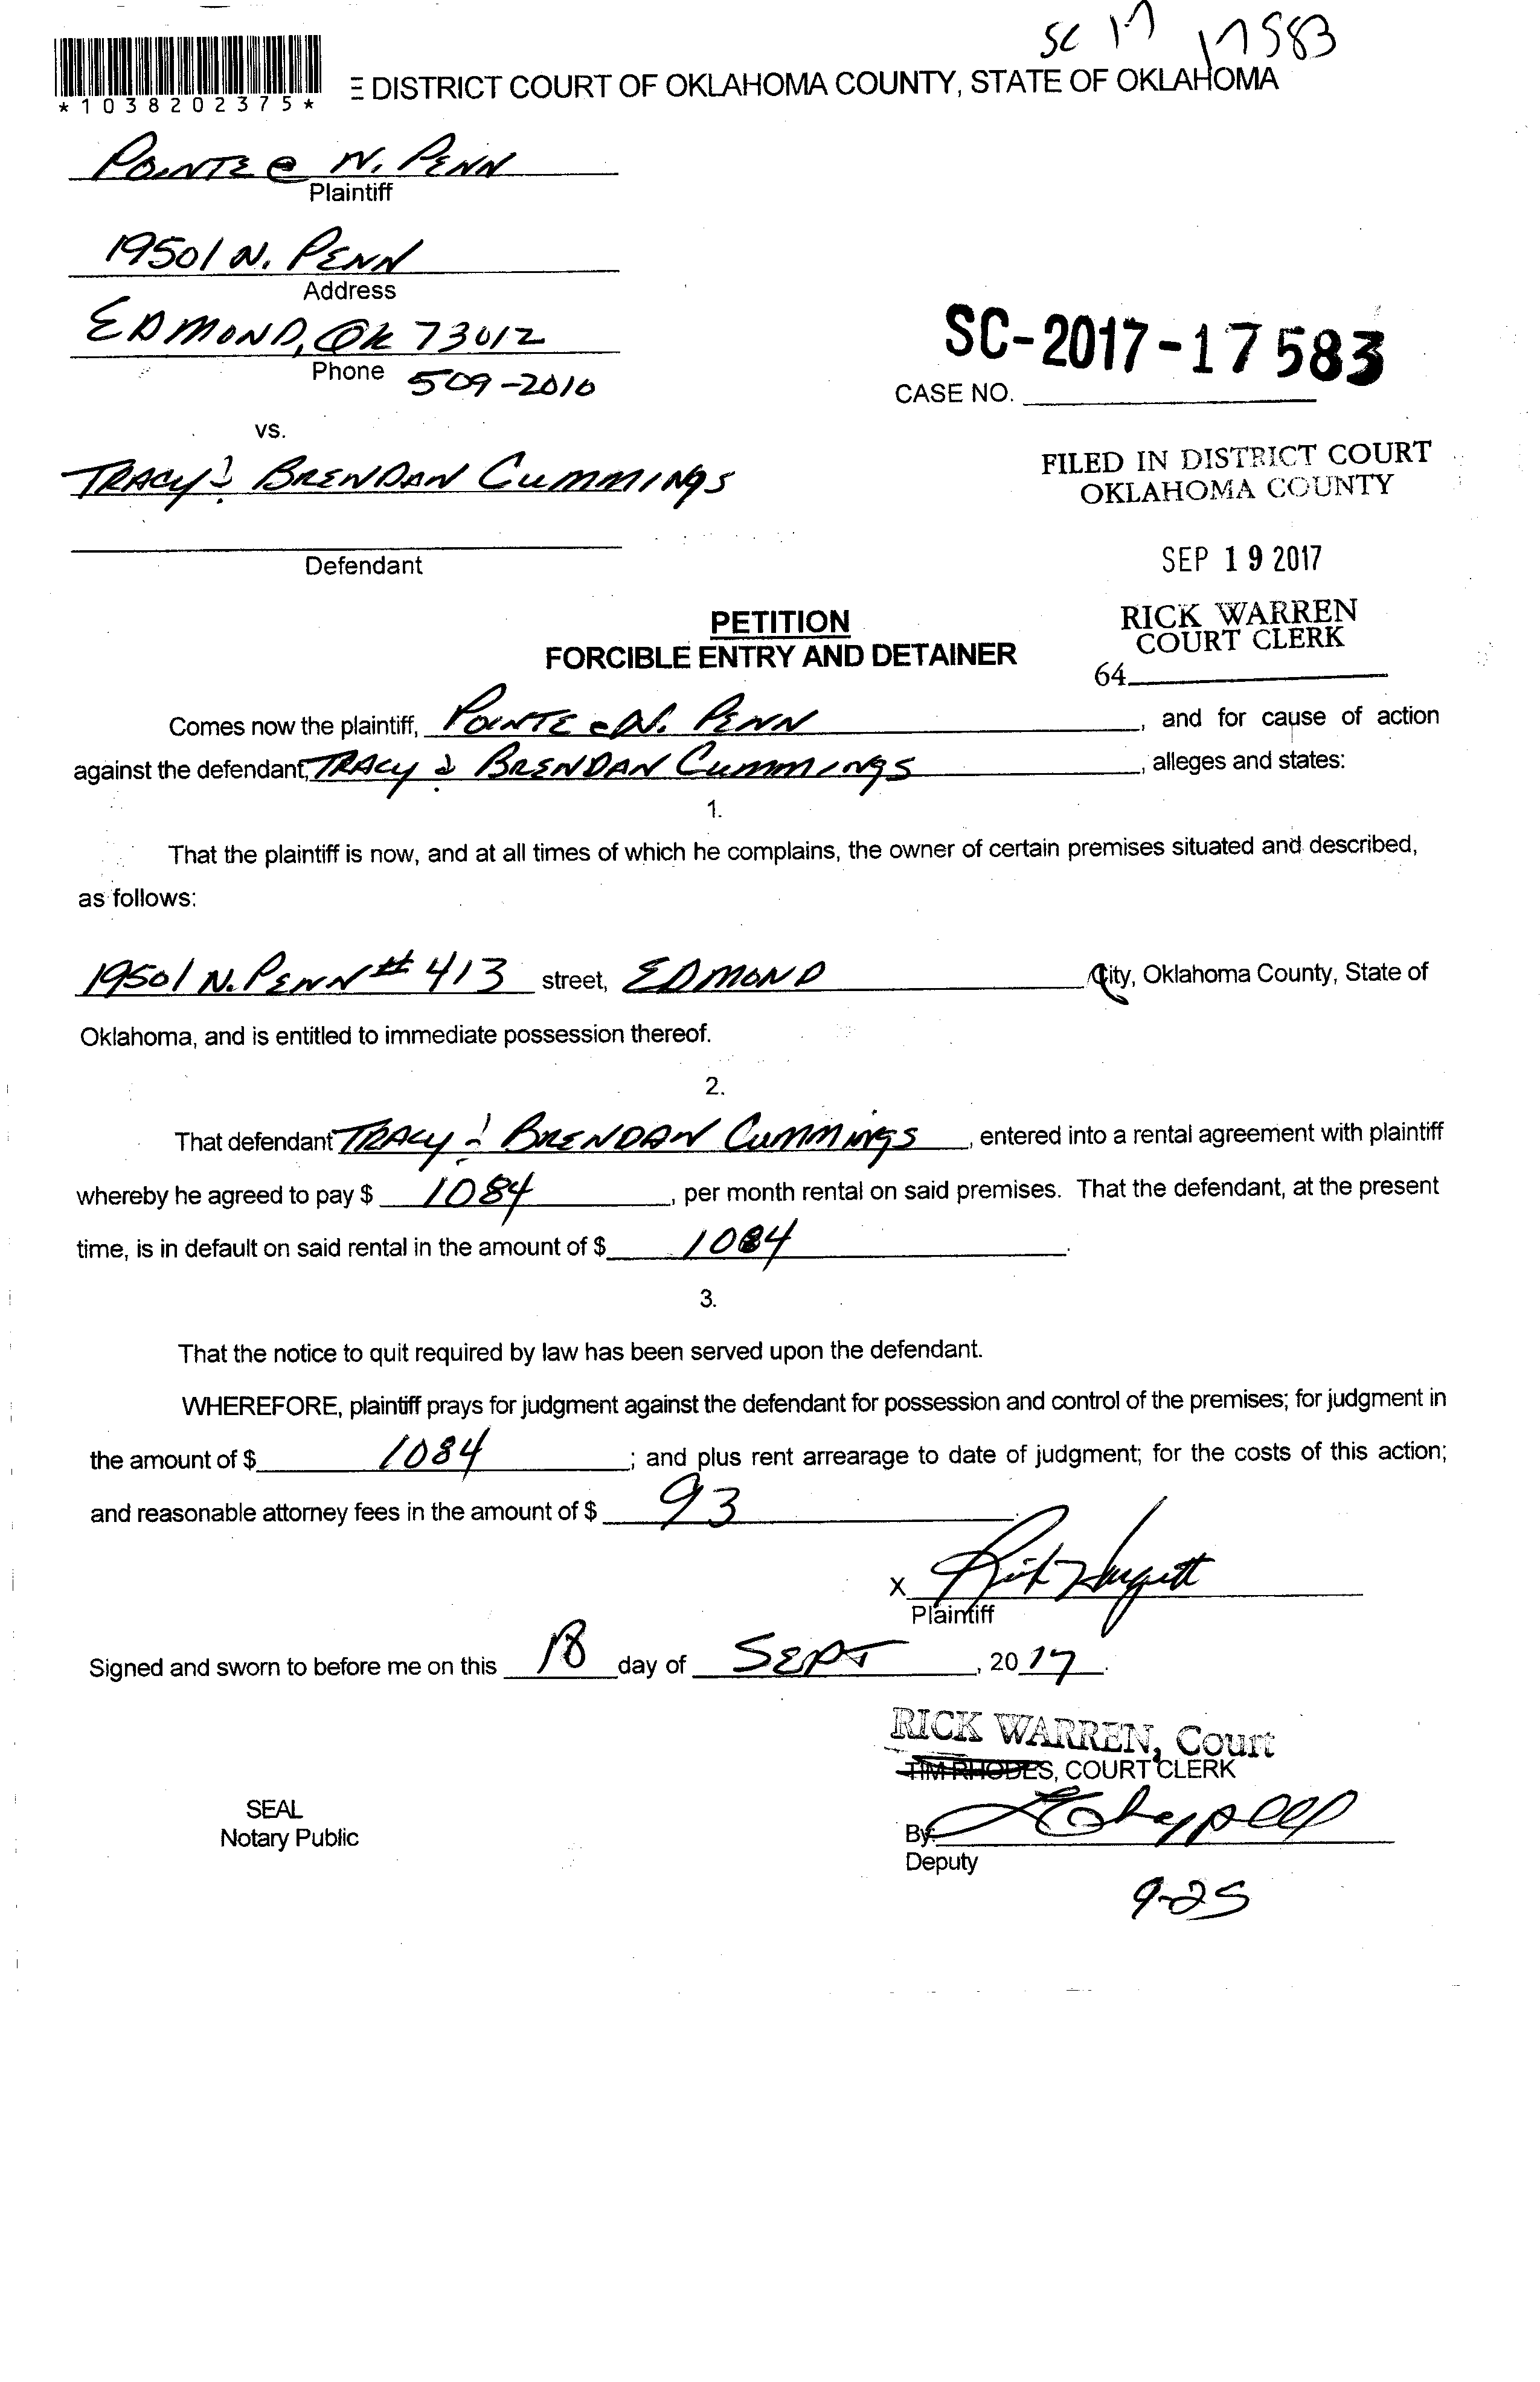 SC 17 17583
*1038202375*
E DISTRICT COURT OF OKLAHOMA COUNTY, STATE OF OKLAHOMA
POINTE @ N. PENN
Plaintiff
19501 N. PENN
Address
EDMOND, OK 73012
Phone 509-2010
SC-2017-17583
CASE NO.
vs.
TRACY & BRENDAN CUMMINGS
Defendant
FILED IN DISTRICT COURT
OKLAHOMA COUNTY
SEP 19 2017
RICK WARREN
COURT CLERK
64
PETITION
FORCIBLE ENTRY AND DETAINER
Comes now the plaintiff, POINTE @ N. PENN, and for cause of action
against the defendant, TRACY & BRENDAN CUMMINGS, alleges and states:
1.
That the plaintiff is now, and at all times of which he complains, the owner of certain premises situated and described,
as follows:
19501 N. PENN # 413 street, EDMOND City, Oklahoma County, State of
Oklahoma, and is entitled to immediate possession thereof.
2.
That defendant TRACY & BRENDAN CUMMINGS, entered into a rental agreement with plaintiff
whereby he agreed to pay $ 1084, per month rental on said premises. That the defendant, at the present
time, is in default on said rental in the amount of $ 1084.
3.
That the notice to quit required by law has been served upon the defendant.
WHEREFORE, plaintiff prays for judgment against the defendant for possession and control of the premises; for judgment in
the amount of $ 1084; and plus rent arrearage to date of judgment; for the costs of this action;
and reasonable attorney fees in the amount of $ 93.
X
Plaintiff
Signed and sworn to before me on this 18 day of SEPT, 2017.
RICK WARREN, Court
TIM RHODES, COURT CLERK
SEAL
Notary Public
By:
Deputy
9-25